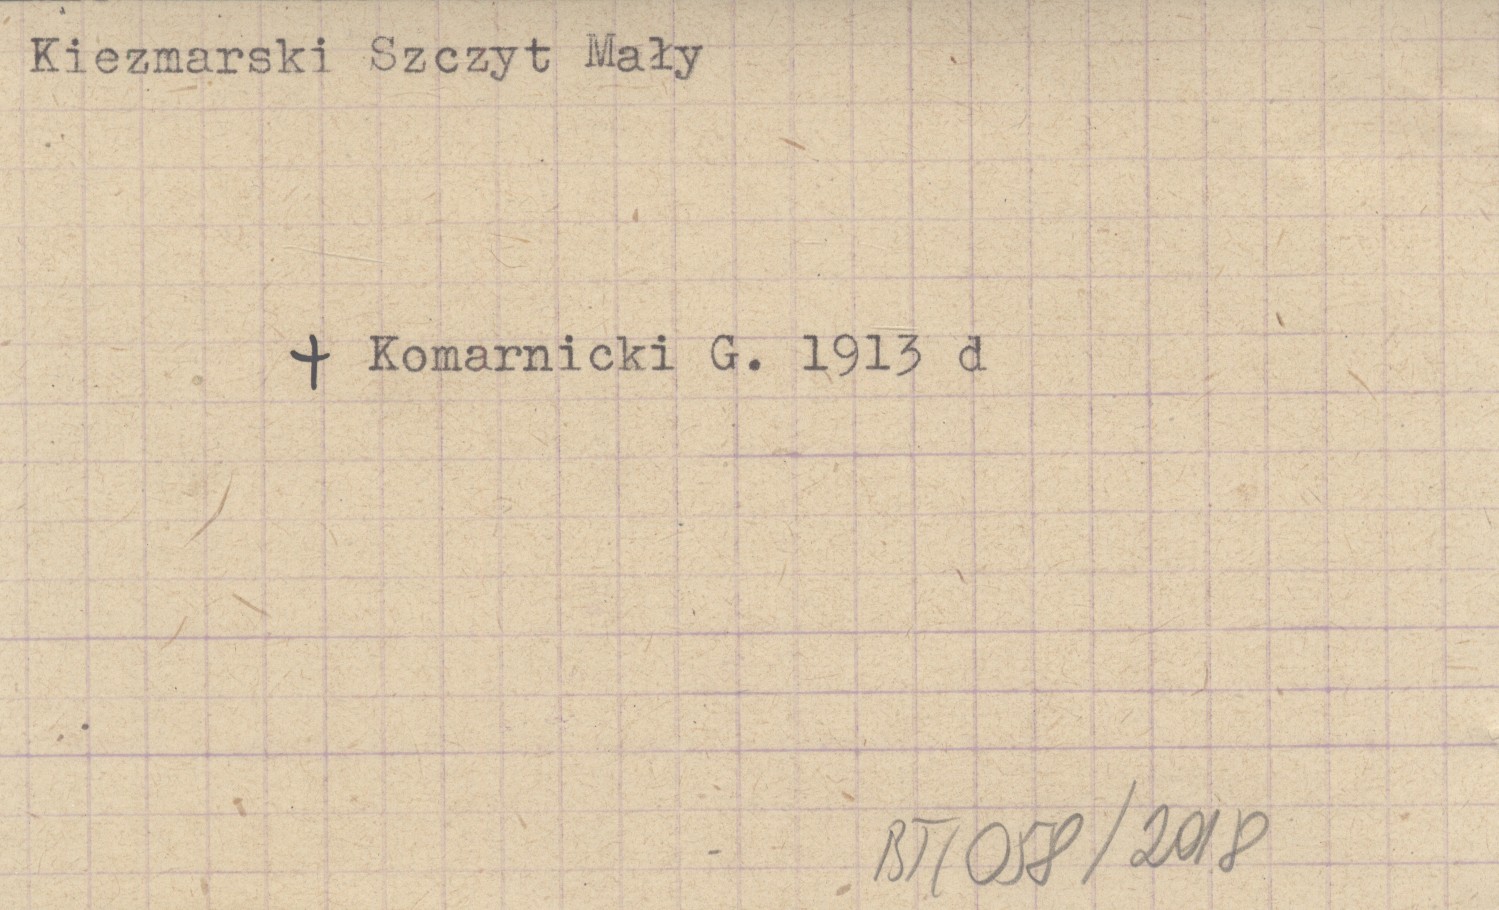 Kiezmarski Szczyt Mały
† Komarnicki G. 1913 d
BT/058/2018